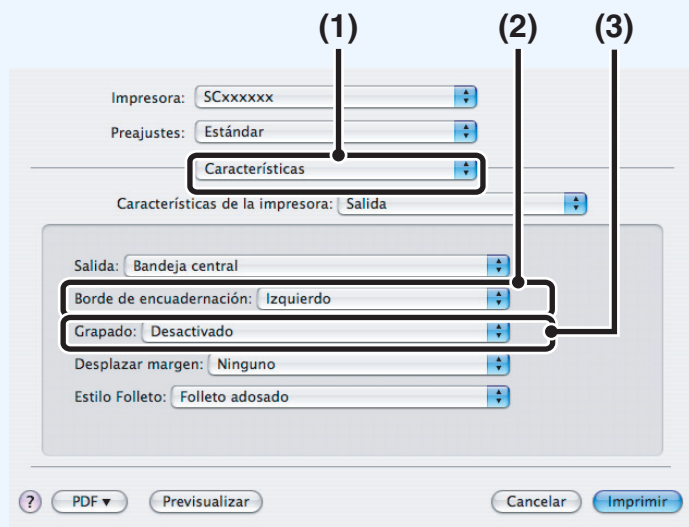 (1) (2) (3)
Impresora: SCxxxxxx
Preajustes: Estándar
Características
Características de la impresora: Salida
Salida: Bandeja central
Borde de encuadernación: Izquierdo
Grapado: Desactivado
Desplazar margen: Ninguno
Estilo Folleto: Folleto adosado
? PDF ▼ Previsualizar Cancelar Imprimir